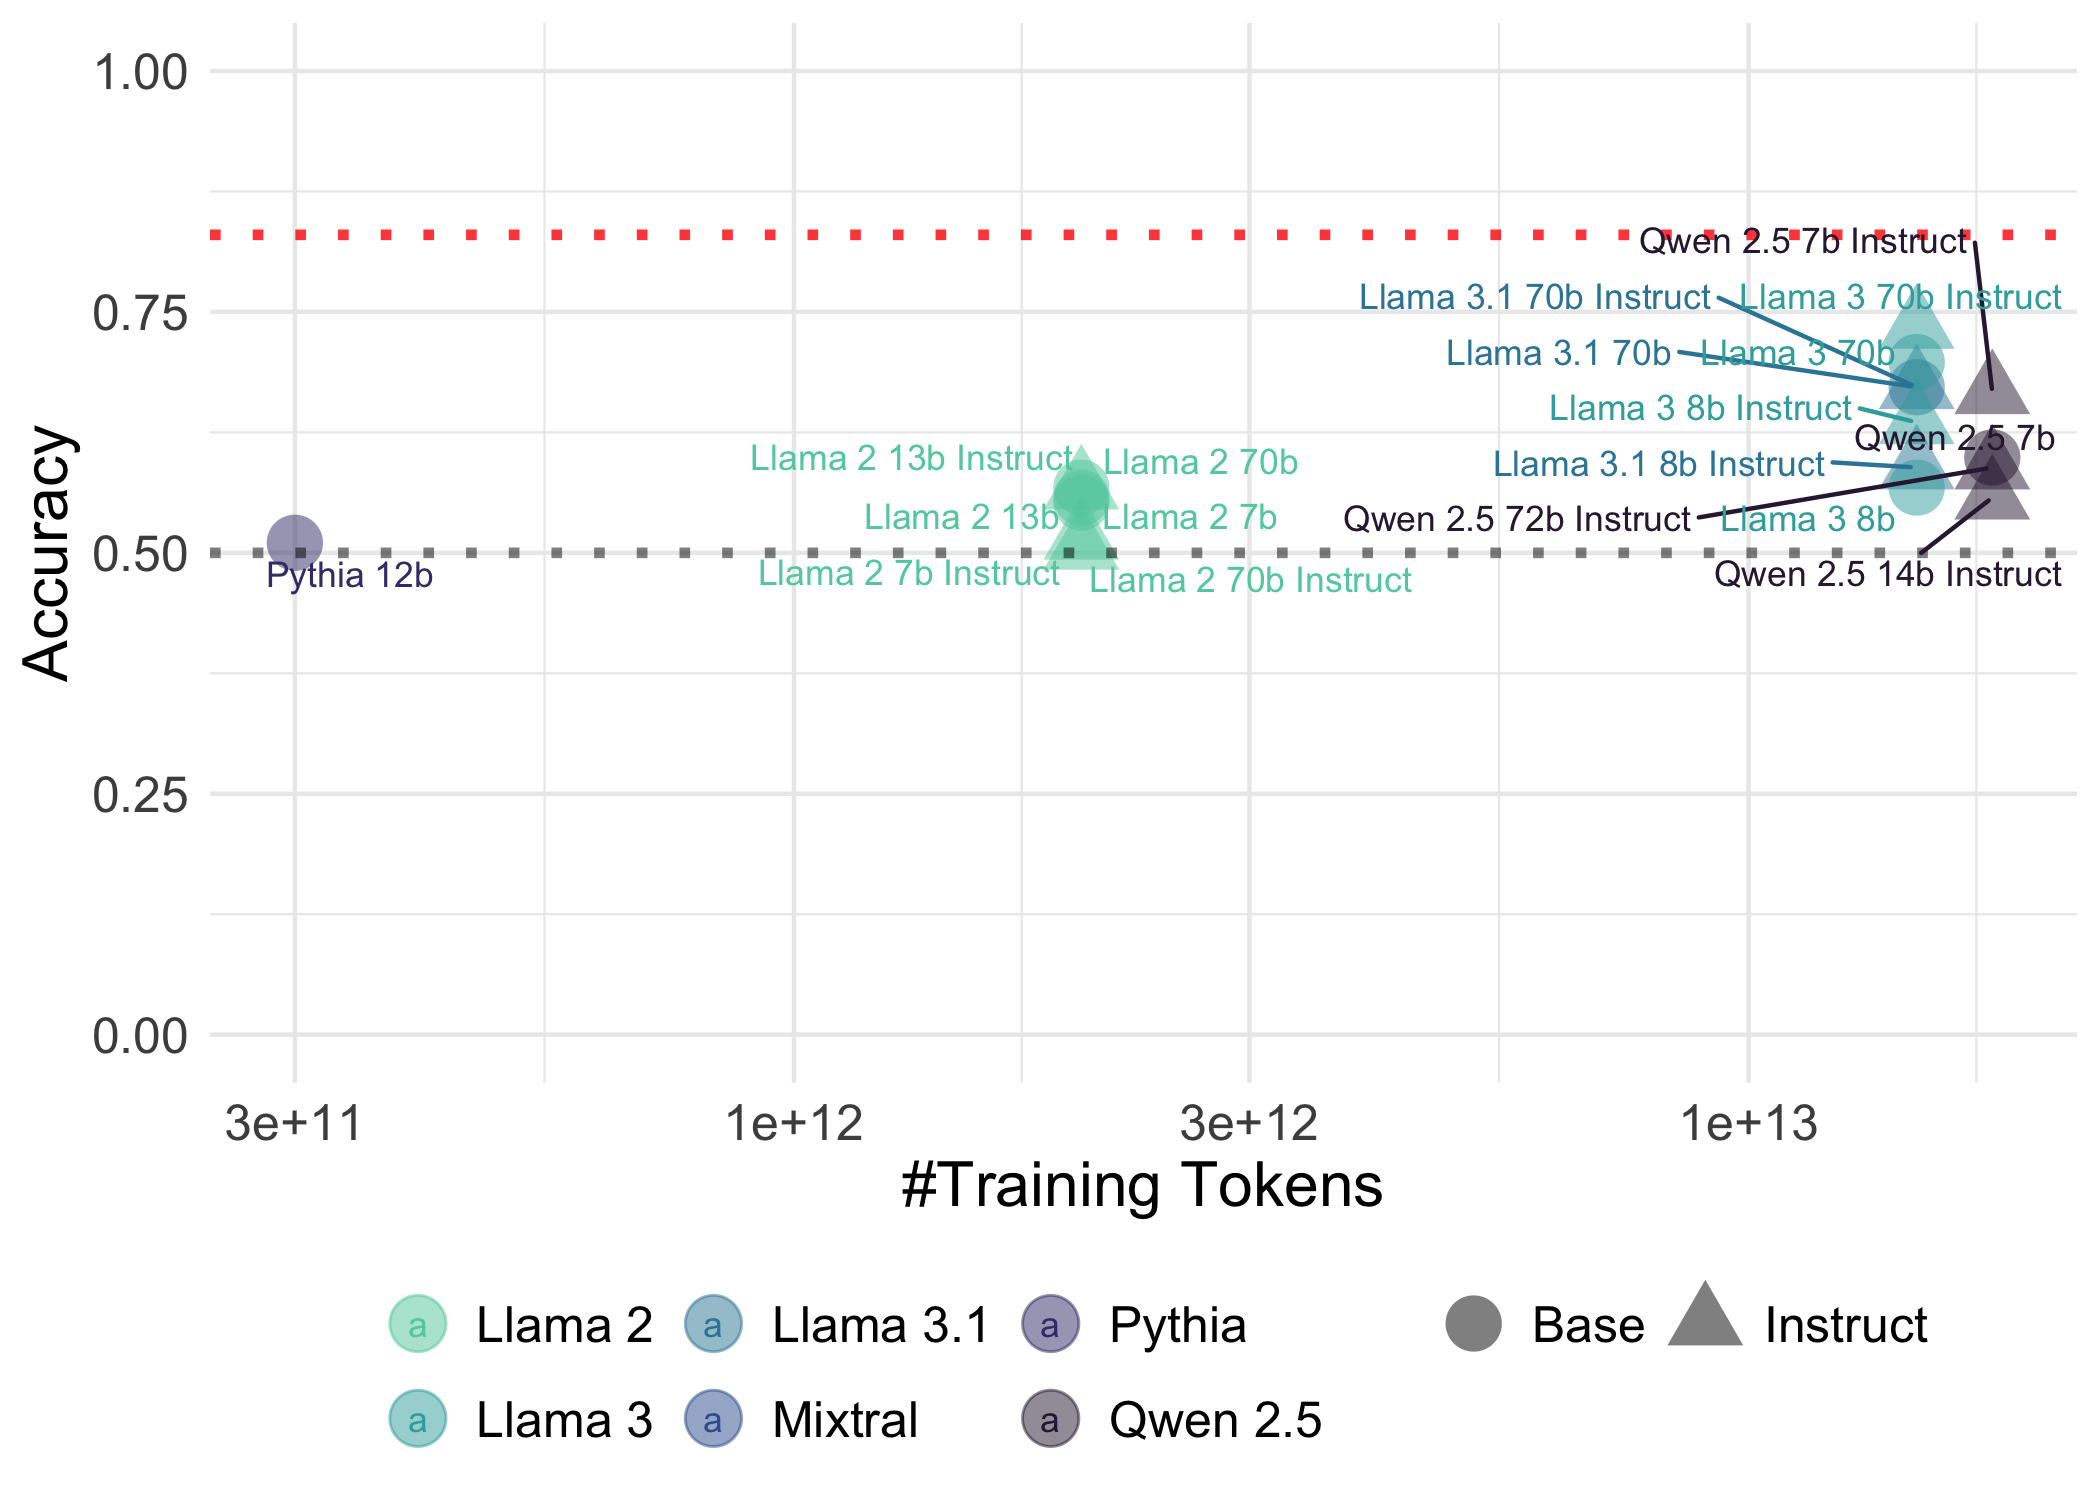 1.00
0.75
0.50
0.25
0.00
Accuracy
Qwen 2.5 7b Instruct
Llama 3.1 70b Instruct
Llama 3 70b Instruct
Llama 3.1 70b
Llama 3 70b
Llama 3 8b Instruct
Qwen 2.5 7b
Llama 2 13b Instruct
Llama 2 70b
Llama 3.1 8b Instruct
Llama 2 13b
Llama 2 7b
Qwen 2.5 72b Instruct
Llama 3 8b
Pythia 12b
Llama 2 7b Instruct
Llama 2 70b Instruct
Qwen 2.5 14b Instruct
3e+11
1e+12
3e+12
1e+13
#Training Tokens
a Llama 2
a Llama 3.1
a Pythia
Base
Instruct
a Llama 3
a Mixtral
a Qwen 2.5